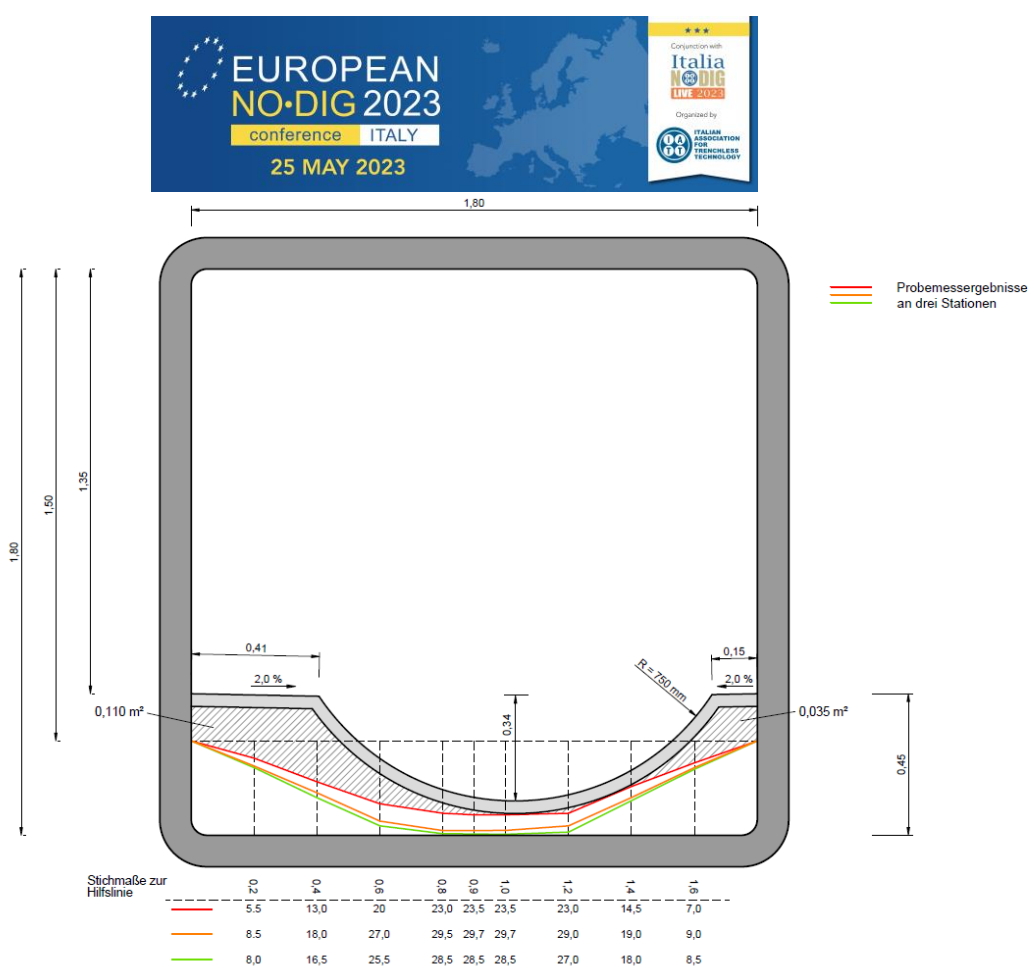 EUROPEAN
NO•DIG 2023
conference ITALY
25 MAY 2023
★★★
Conjunction with
Italia
NODIG
LIVE 2023
Organized by
IATT
ITALIAN
ASSOCIATION
FOR
TRENCHLESS
TECHNOLOGY
1,80
Probemessergebnisse
an drei Stationen
1,80
1,50
1,35
0,41
2,0 %
0,110 m²
0,34
R = 750 mm
0,15
2,0 %
0,035 m²
0,45
Stichmaße zur
Hilfslinie
0,2 0,4 0,6 0,8 0,9 1,0 1,2 1,4 1,6
5.5 13,0 20 23,0 23,5 23,5 23,0 14,5 7,0
8.5 18,0 27,0 29,5 29,7 29,7 29,0 19,0 9,0
8,0 16,5 25,5 28,5 28,5 28,5 27,0 18,0 8,5